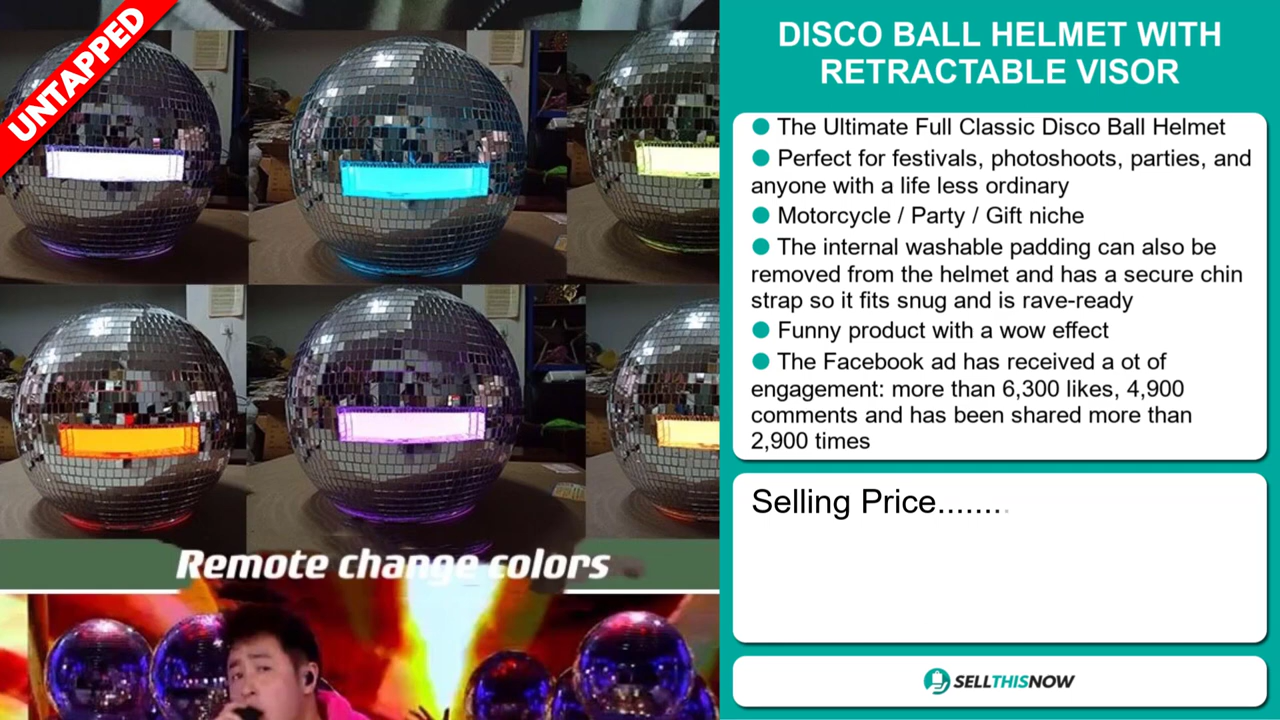 UNTAPPED
Remote change colors
DISCO BALL HELMET WITH
RETRACTABLE VISOR
● The Ultimate Full Classic Disco Ball Helmet
● Perfect for festivals, photoshoots, parties, and
anyone with a life less ordinary
● Motorcycle / Party / Gift niche
● The internal washable padding can also be
removed from the helmet and has a secure chin
strap so it fits snug and is rave-ready
● Funny product with a wow effect
● The Facebook ad has received a ot of
engagement: more than 6,300 likes, 4,900
comments and has been shared more than
2,900 times
Selling Price........
SELLTHISNOW